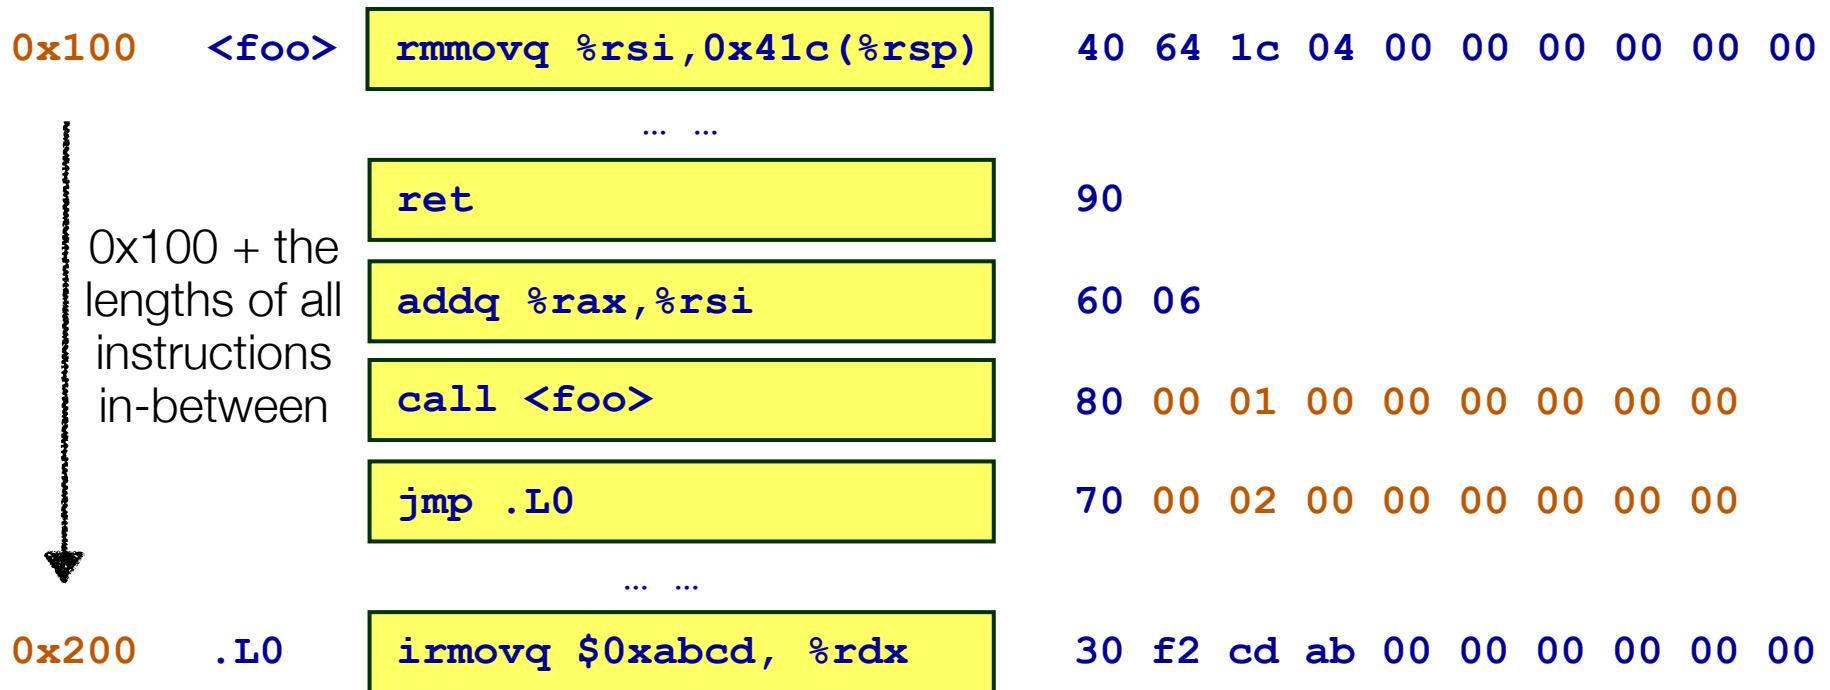 0x100 <foo> rmmovq %rsi,0x41c(%rsp) 40 64 1c 04 00 00 00 00 00 00
… …
ret 90
0x100 + the
lengths of all
instructions
in-between
addq %rax,%rsi 60 06
call <foo> 80 00 01 00 00 00 00 00 00
jmp .L0 70 00 02 00 00 00 00 00 00
… …
0x200 .L0 irmovq $0xabcd, %rdx 30 f2 cd ab 00 00 00 00 00 00